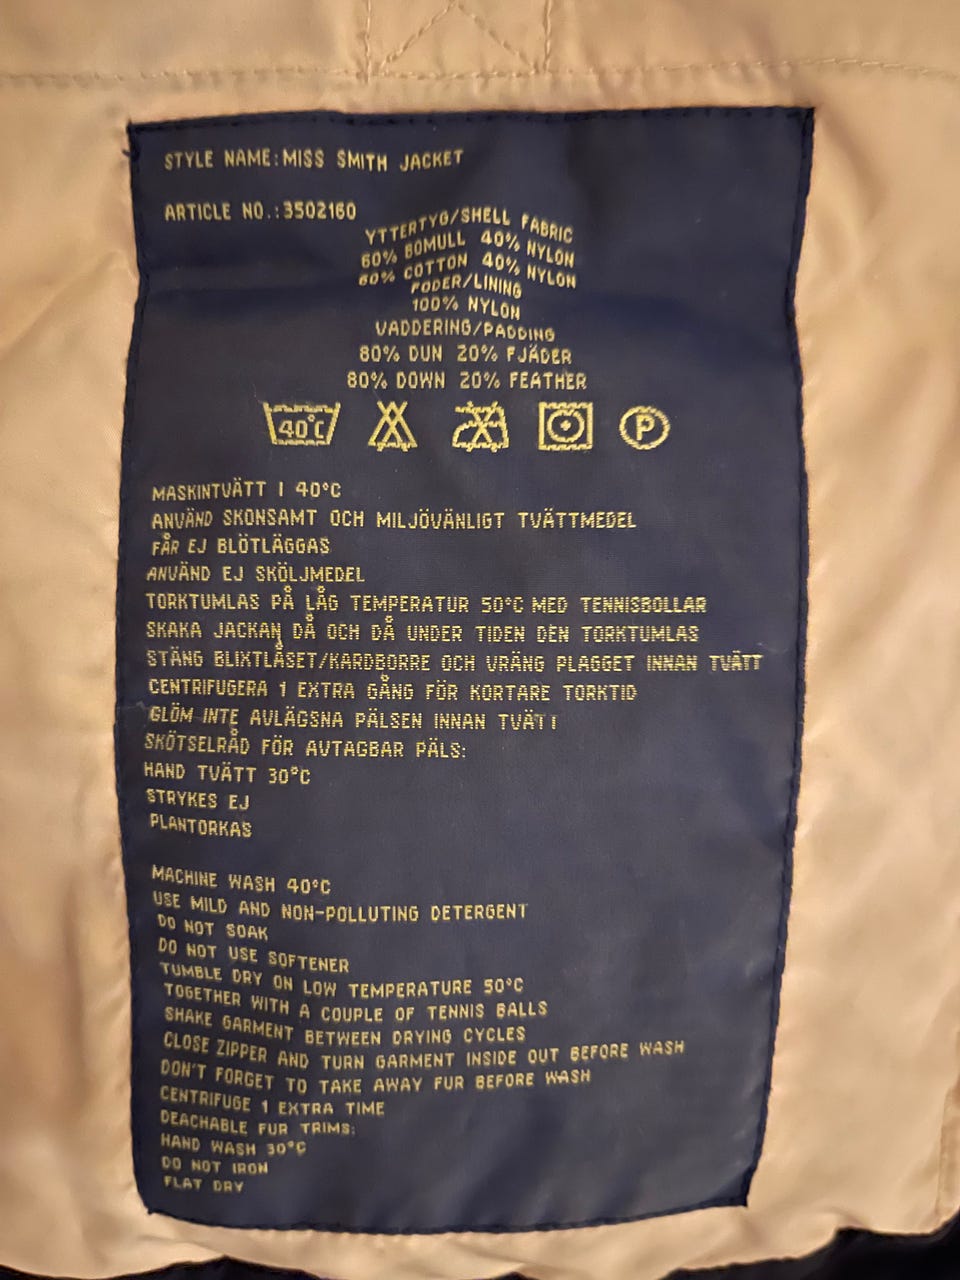 STYLE NAME:MISS SMITH JACKET
ARTICLE NO.:3502160
YTTERTYG/SHELL FABRIC
60% BOMULL 40% NYLON
60% COTTON 40% NYLON
FODER/LINING
100% NYLON
VADDERING/PADDING
80% DUN 20% FJÄDER
80% DOWN 20% FEATHER
40°C P
MASKINTVÄTT I 40°C
ANVÄND SKONSAMT OCH MILJÖVÄNLIGT TVÄTTMEDEL
FÅR EJ BLÖTLÄGGAS
ANVÄND EJ SKÖLJMEDEL
TORKTUMLAS PÅ LÅG TEMPERATUR 50°C MED TENNISBOLLAR
SKAKA JACKAN DÅ OCH DÅ UNDER TIDEN DEN TORKTUMLAS
STÄNG BLIXTLÅSET/KARDBORRE OCH VRÄNG PLAGGET INNAN TVÄTT
CENTRIFUGERA 1 EXTRA GÅNG FÖR KORTARE TORKTID
GLÖM INTE AVLÄGSNA PÄLSEN INNAN TVÄTT
SKÖTSELRÅD FÖR AVTAGBAR PÄLS:
HAND TVÄTT 30°C
STRYKES EJ
PLANTORKAS
MACHINE WASH 40°C
USE MILD AND NON-POLLUTING DETERGENT
DO NOT SOAK
DO NOT USE SOFTENER
TUMBLE DRY ON LOW TEMPERATURE 50°C
TOGETHER WITH A COUPLE OF TENNIS BALLS
SHAKE GARMENT BETWEEN DRYING CYCLES
CLOSE ZIPPER AND TURN GARMENT INSIDE OUT BEFORE WASH
DON'T FORGET TO TAKE AWAY FUR BEFORE WASH
CENTRIFUGE 1 EXTRA TIME
DEACHABLE FUR TRIMS:
HAND WASH 30°C
DO NOT IRON
FLAT DRY